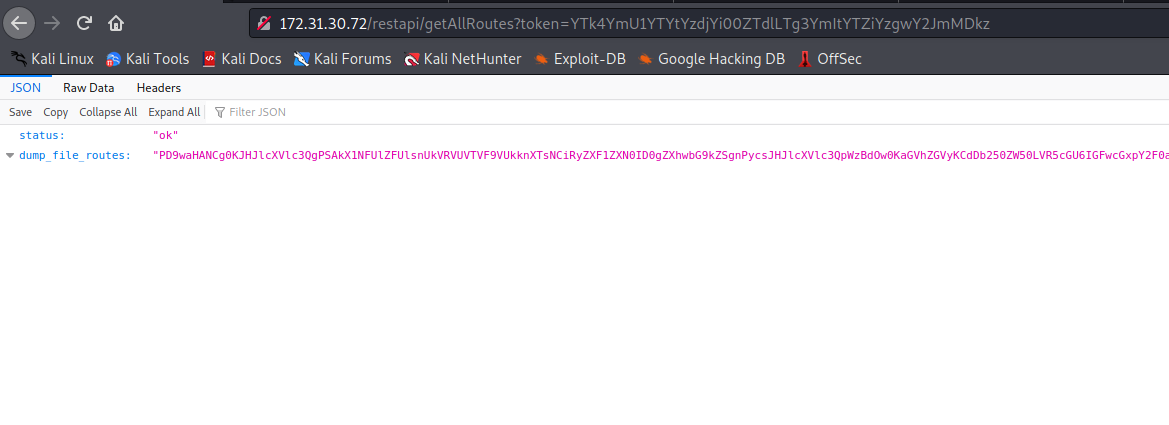 172.31.30.72/restapi/getAllRoutes?token=YTk4YmU1YTYtYzdjYi00ZTdlLTg3YmItYTZiYzgwY2JmMDkz
Kali Linux Kali Tools Kali Docs Kali Forums Kali NetHunter Exploit-DB Google Hacking DB OffSec
JSON Raw Data Headers
Save Copy Collapse All Expand All Filter JSON
status: "ok"
dump_file_routes: "PD9waHANCg0KJHJlcXVlc3QgPSAkX1NFUlZFUlsnUkVRVUVTVF9VUkknXTsNCiRyZXF1ZXN0ID0gZXhwbG9kZSgnPycsJHJlcXVlc3QpWzBdOw0KaGVhZGVyKCdDb250ZW50LVR5cGU6IGFwcGxpY2F0a